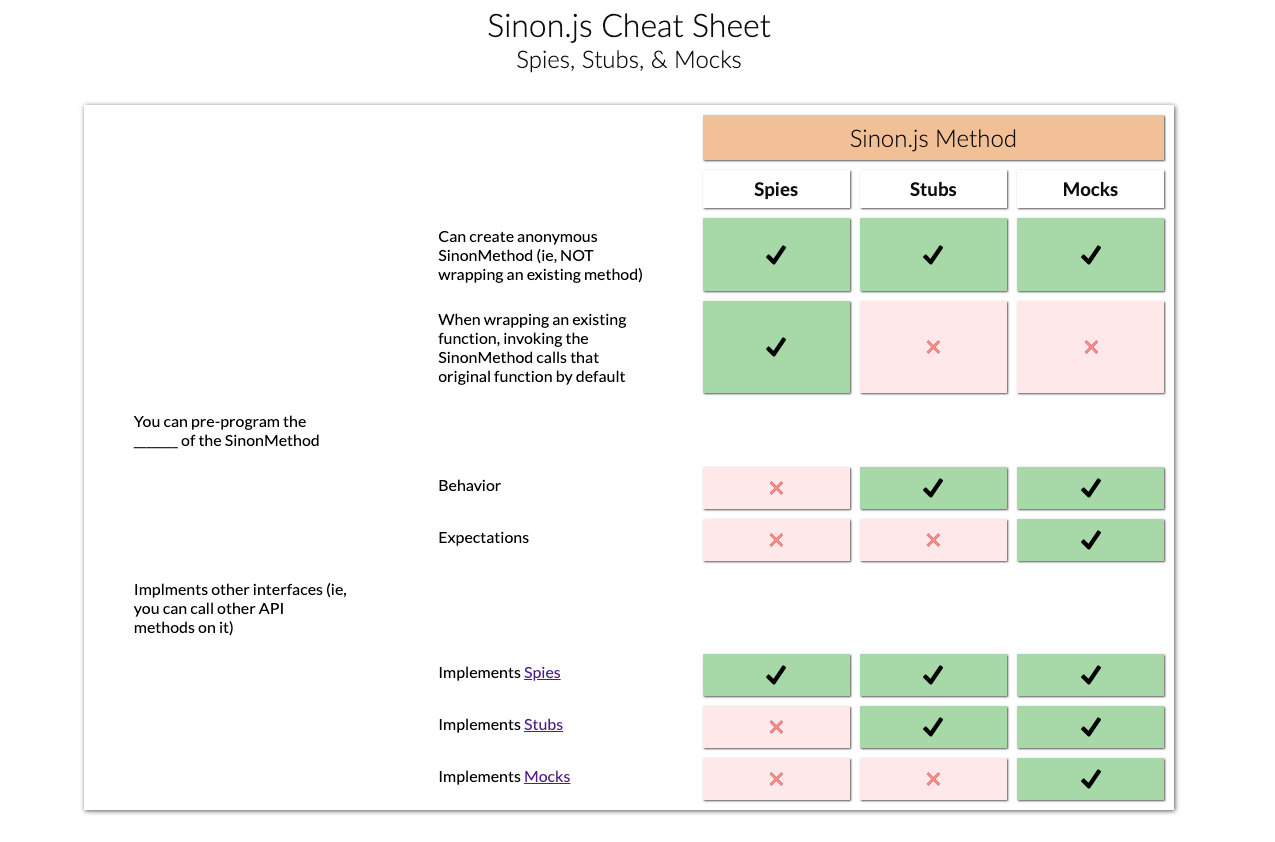 Sinon.js Cheat Sheet
Spies, Stubs, & Mocks
Sinon.js Method
Spies Stubs Mocks
Can create anonymous
SinonMethod (ie, NOT
wrapping an existing method)
When wrapping an existing
function, invoking the
SinonMethod calls that
original function by default
You can pre-program the
_______ of the SinonMethod
Behavior
Expectations
Implments other interfaces (ie,
you can call other API
methods on it)
Implements Spies
Implements Stubs
Implements Mocks